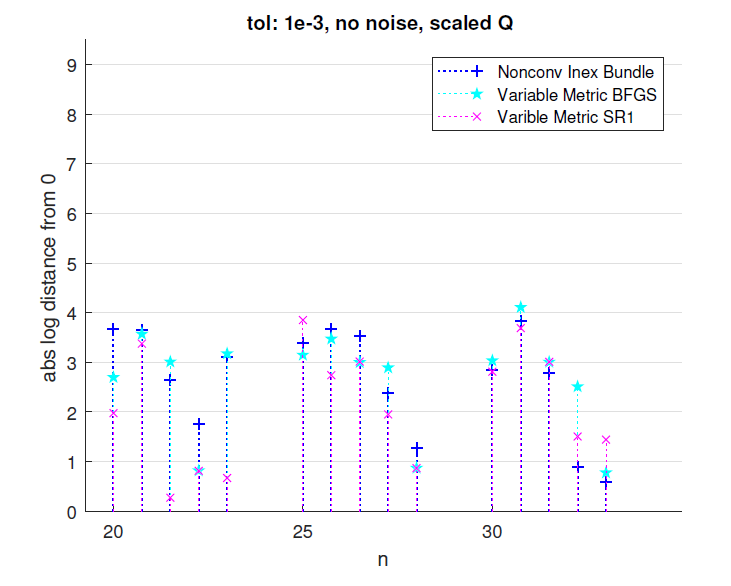 tol: 1e-3, no noise, scaled Q
Nonconv Inex Bundle
Variable Metric BFGS
Varible Metric SR1
abs log distance from 0
9
8
7
6
5
4
3
2
1
0
20
25
30
n